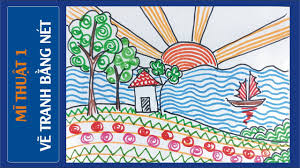 MĨ THUẬT 1
VẼ TRANH BẰNG NÉT